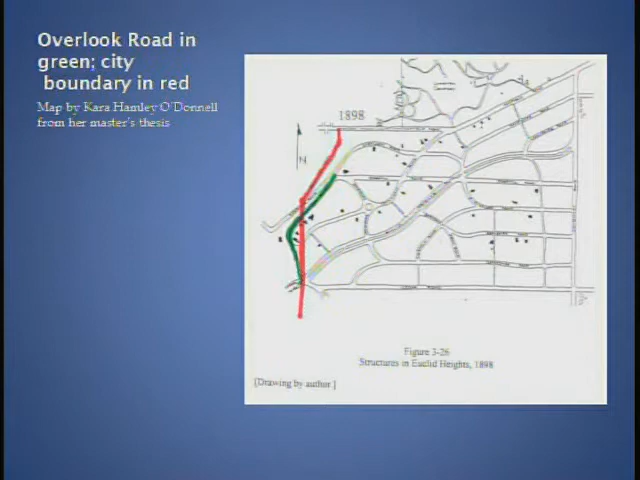 Overlook Road in
green; city
boundary in red
Map by Kara Hamley O'Donnell
from her master's thesis
1898
N
Figure 3-26
Structures in Euclid Heights, 1898
[Drawing by author.]